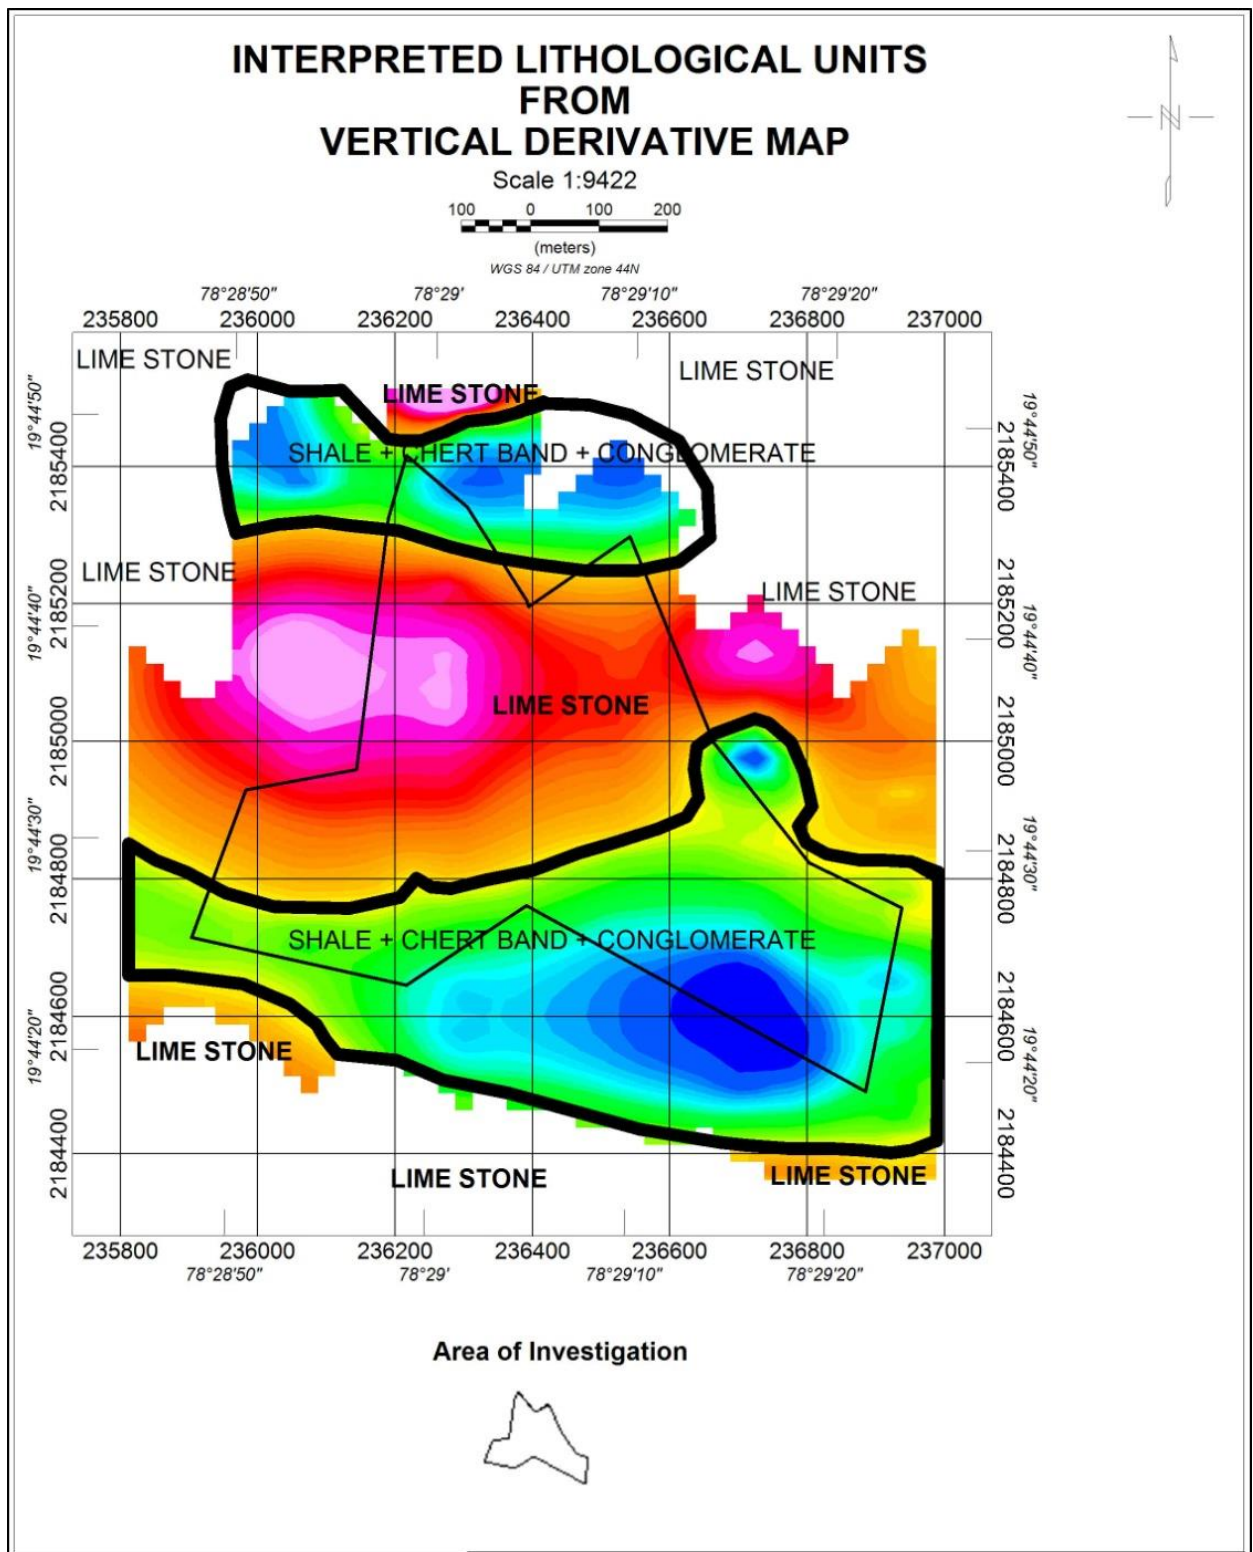 INTERPRETED LITHOLOGICAL UNITS
FROM
VERTICAL DERIVATIVE MAP
Scale 1:9422
100 0 100 200
(meters)
WGS 84 / UTM zone 44N
N
78°28'50" 78°29' 78°29'10" 78°29'20"
235800 236000 236200 236400 236600 236800 237000
LIME STONE
LIME STONE
LIME STONE
19°44'50"
19°44'50"
2185400
2185400
SHALE + CHERT BAND + CONGLOMERATE
LIME STONE
LIME STONE
2185200
2185200
19°44'40"
19°44'40"
LIME STONE
2185000
2185000
19°44'30"
19°44'30"
2184800
2184800
SHALE + CHERT BAND + CONGLOMERATE
2184600
2184600
19°44'20"
19°44'20"
LIME STONE
2184400
2184400
LIME STONE
LIME STONE
235800 236000 236200 236400 236600 236800 237000
78°28'50" 78°29' 78°29'10" 78°29'20"
Area of Investigation